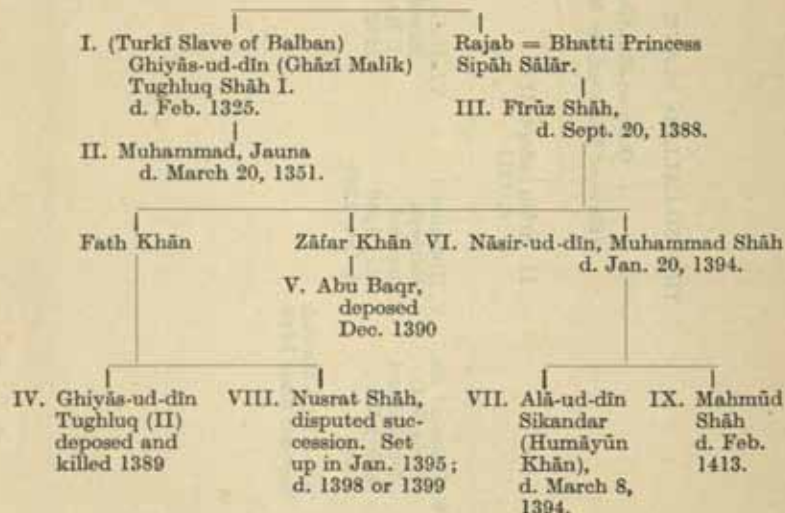 I. (Turkī Slave of Balban)
Ghiyās-ud-dīn (Ghāzī Malik)
Tughluq Shāh I.
d. Feb. 1325.
Rajab = Bhatti Princess
Sipāh Sālār.
II. Muhammad, Jauna
d. March 20, 1351.
III. Fīrūz Shāh,
d. Sept. 20, 1388.
Fath Khān
Zāfar Khān
V. Abu Baqr,
deposed
Dec. 1390
VI. Nāsir-ud-dīn, Muhammad Shāh
d. Jan. 20, 1394.
IV. Ghiyās-ud-dīn
Tughluq (II)
deposed and
killed 1389
VIII. Nusrat Shāh,
disputed suc-
cession. Set
up in Jan. 1395;
d. 1398 or 1399
VII. Alā-ud-dīn
Sikandar
(Humāyūn
Khān),
d. March 8,
1394.
IX. Mahmūd
Shāh
d. Feb.
1413.